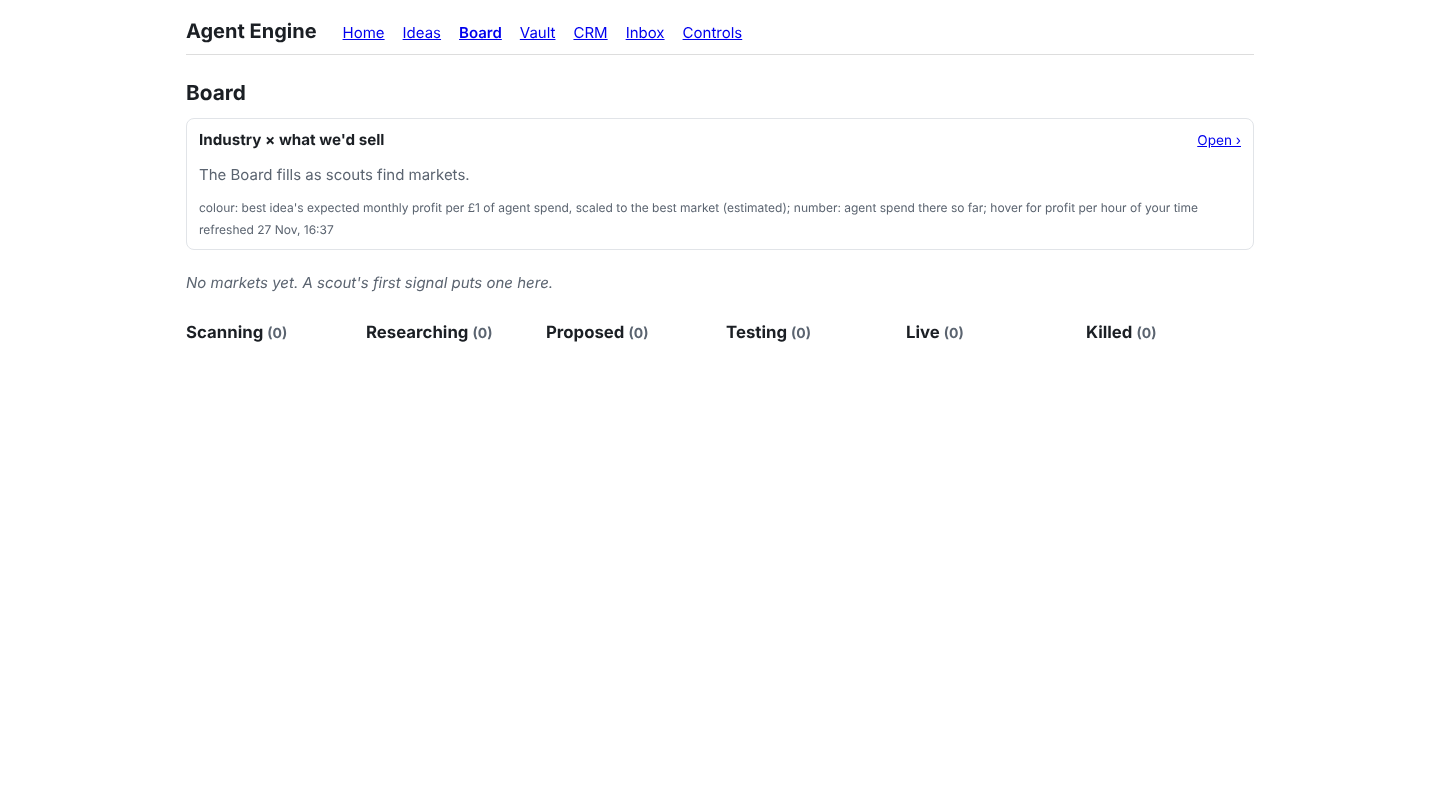 Agent Engine Home Ideas Board Vault CRM Inbox Controls
Board
Industry × what we'd sell Open ›
The Board fills as scouts find markets.
colour: best idea's expected monthly profit per £1 of agent spend, scaled to the best market (estimated); number: agent spend there so far; hover for profit per hour of your time
refreshed 27 Nov, 16:37
No markets yet. A scout's first signal puts one here.
Scanning (0) Researching (0) Proposed (0) Testing (0) Live (0) Killed (0)